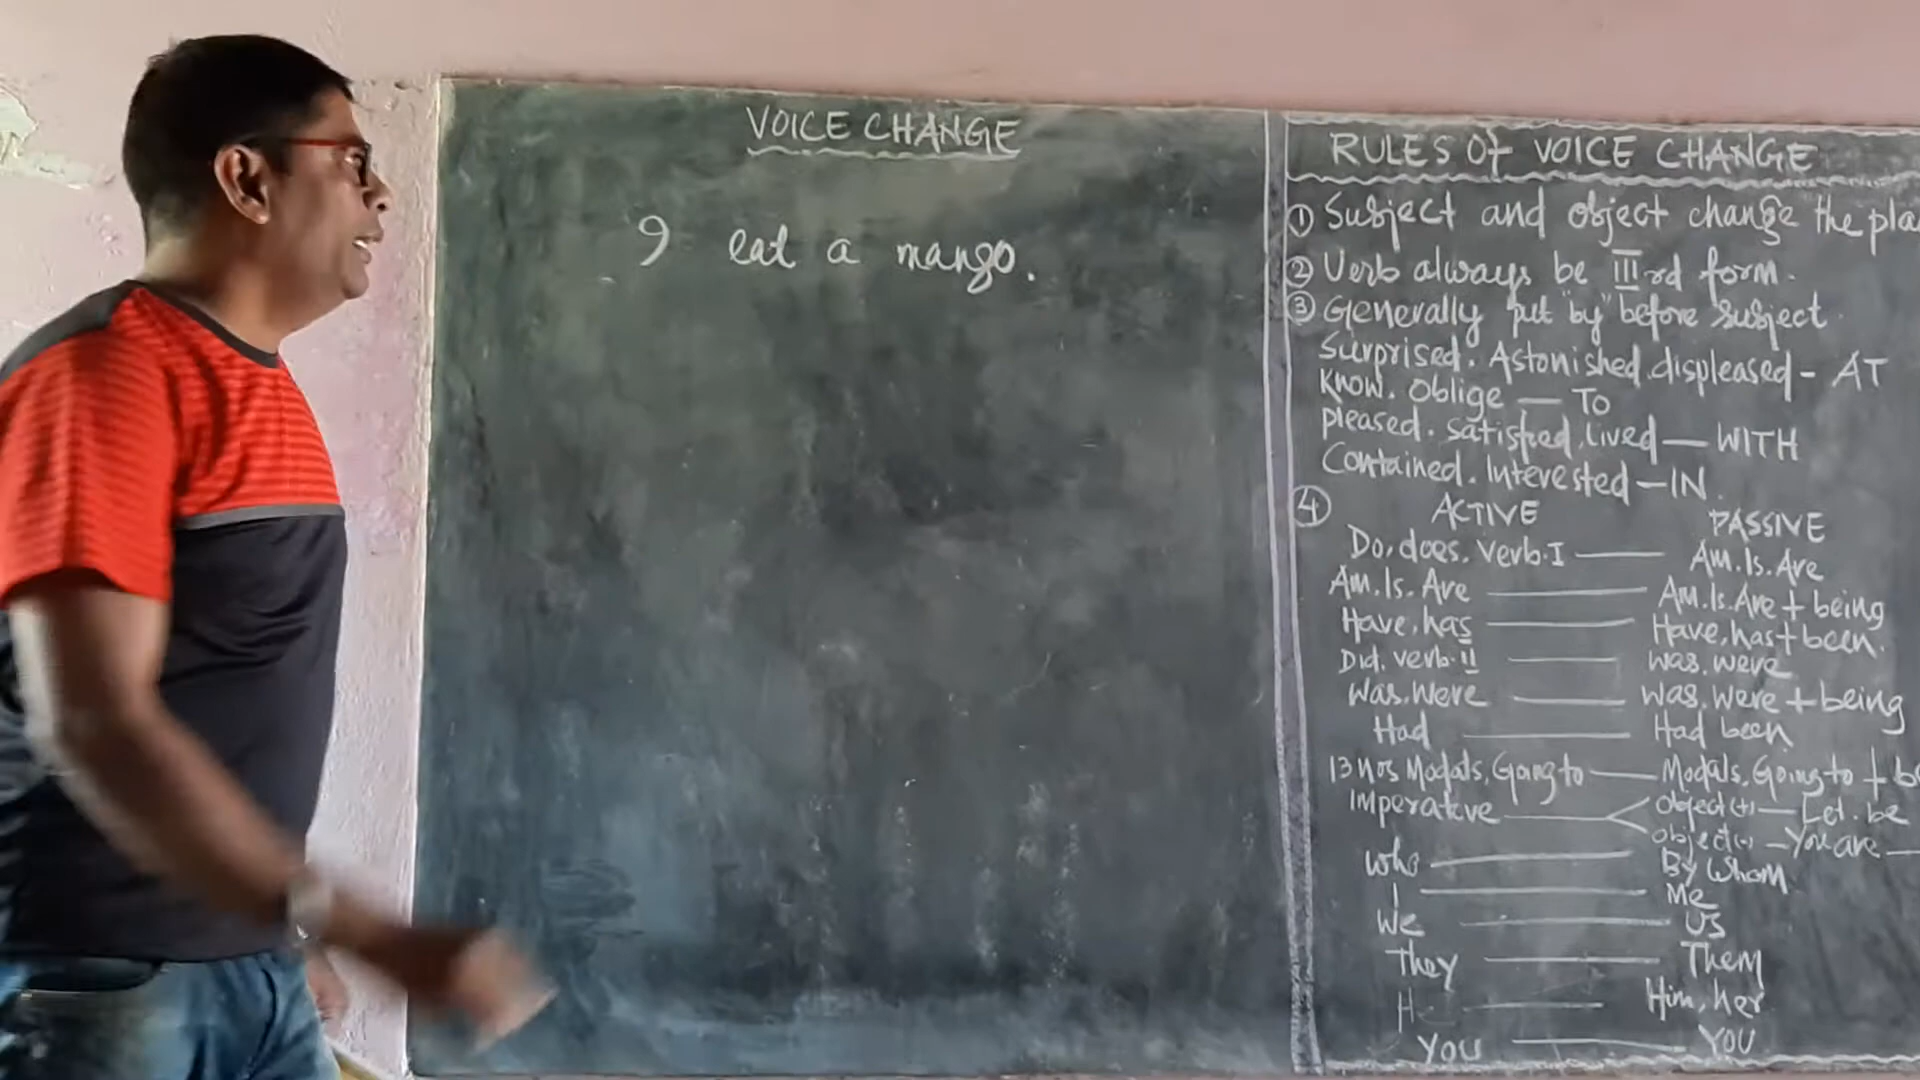 VOICE CHANGE
I eat a mango.
RULES Of VOICE CHANGE
① Subject and object change the pla
② Verb always be IIIrd form.
③ Generally put "by" before subject.
Surprised. Astonished. displeased - AT
Know. Oblige — To
pleased. satisfied. lived — WITH
Contained. Interested — IN.
④ ACTIVE PASSIVE
Do, does. Verb.I — Am. Is. Are
Am. Is. Are — Am. Is. Are + being
Have, has — Have, has + been.
Did. verb.II — was. were
Was. Were — was. were + being
Had — Had been
13 nos Modals, Going to — Modals, Going to + b
Imperative — object(+) — Let. be
object(-) — You are —
who — By Whom
I — Me
We — Us
They — Them
H — Him, her
YOU — YOU